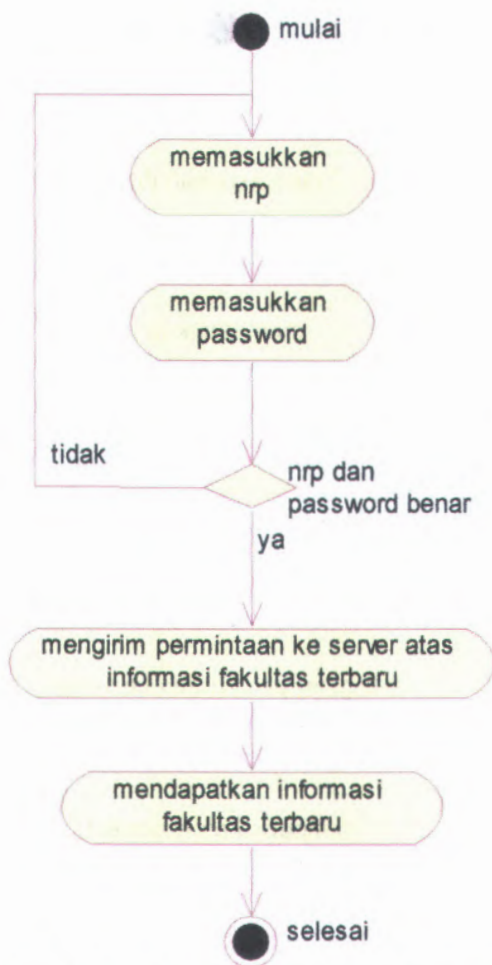 mulai
memasukkan
nrp
memasukkan
password
tidak
nrp dan
password benar
ya
mengirim permintaan ke server atas
informasi fakultas terbaru
mendapatkan informasi
fakultas terbaru
selesai